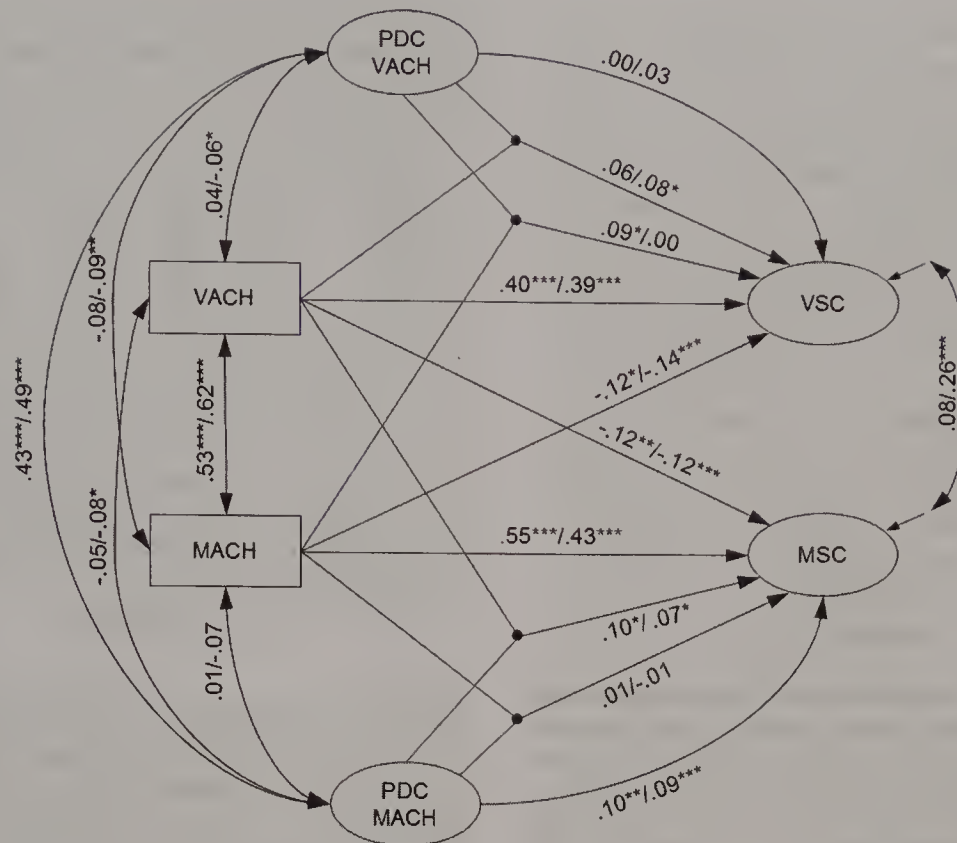 PDC
VACH
.00/.03
.04/-.06*
.06/.08*
-.08/-.09**
.09*/.00
VACH
.40***/.39***
VSC
.43***/.49***
.53***/.62***
-.12*/-.14***
.08/.26***
-.12**/-.12***
-.05/-.08*
MACH
.55***/.43***
MSC
.10*/.07*
.01/-.07
.01/-.01
PDC
MACH
.10**/.09***